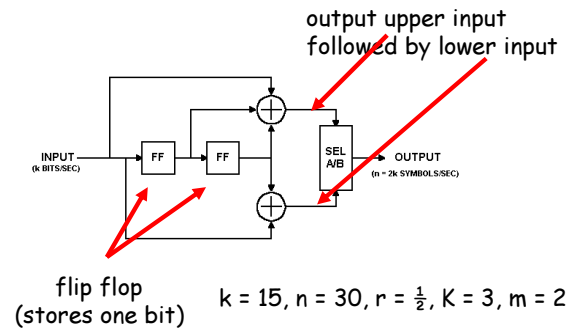 output upper input
followed by lower input
INPUT
(k BITS/SEC)
FF
FF
SEL
A/B
OUTPUT
(n = 2k SYMBOLS/SEC)
flip flop
(stores one bit)
k = 15, n = 30, r = ½, K = 3, m = 2